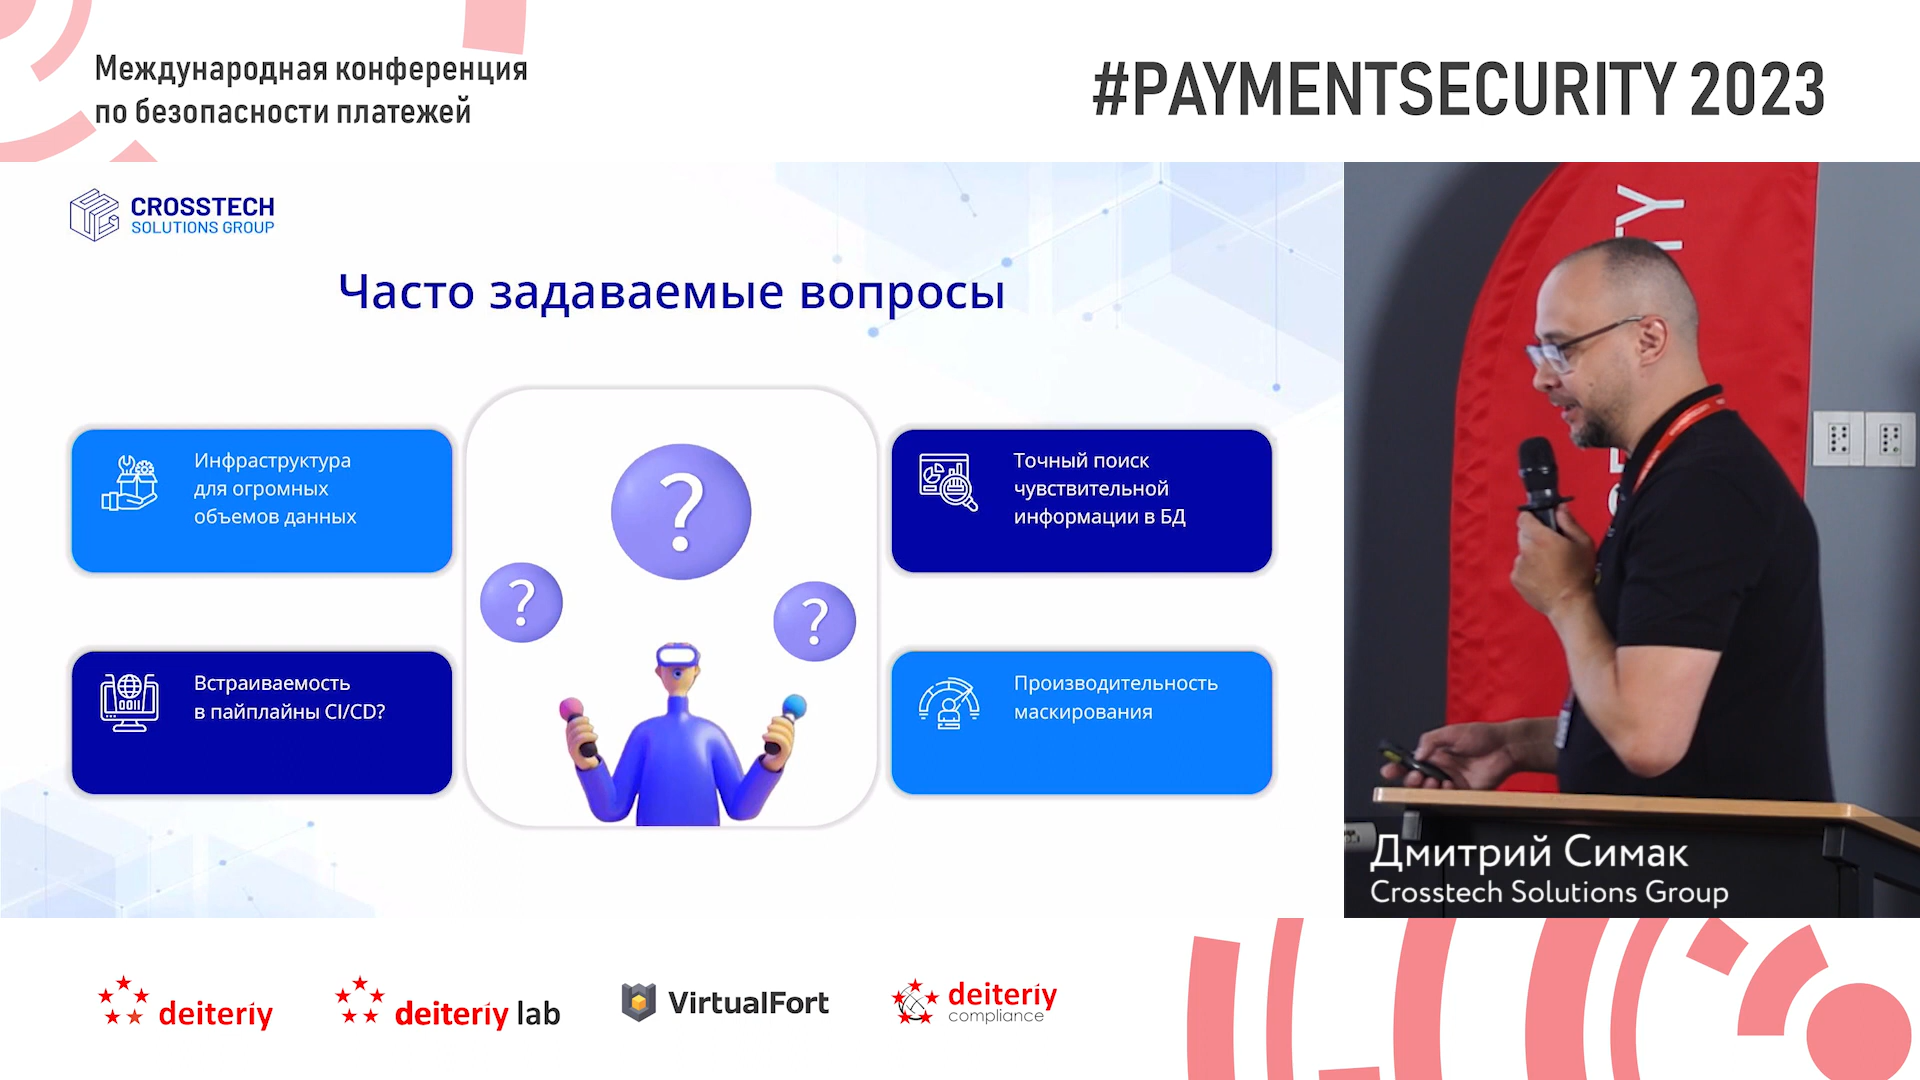 Международная конференция
по безопасности платежей
#PAYMENTSECURITY 2023
CROSSTECH
SOLUTIONS GROUP
Часто задаваемые вопросы
Инфраструктура
для огромных
объемов данных
Точный поиск
чувствительной
информации в БД
?
?
?
Встраиваемость
в пайплайны CI/CD?
Производительность
маскирования
TY
Дмитрий Симак
Crosstech Solutions Group
deiteriy
deiteriy lab
VirtualFort
deiteriy
compliance